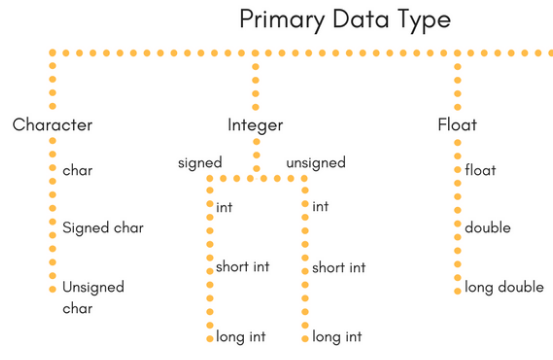 Primary Data Type
Character
Integer
Float
char
Signed char
Unsigned
char
signed
unsigned
int
short int
long int
int
short int
long int
float
double
long double